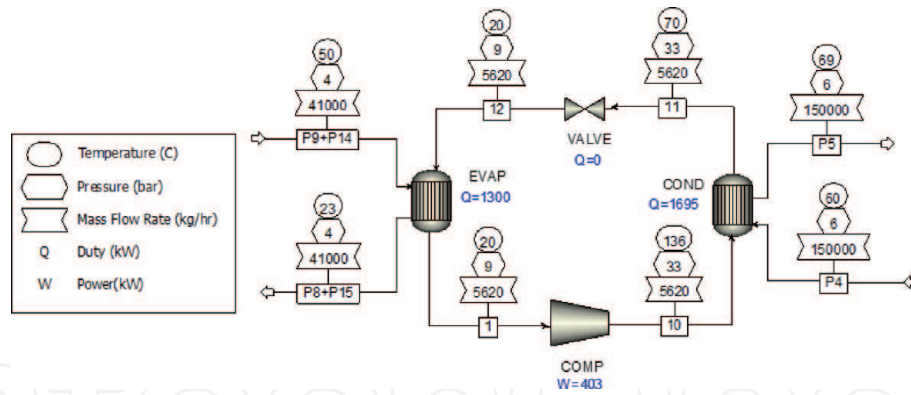 Temperature (C)
Pressure (bar)
Mass Flow Rate (kg/hr)
Q Duty (kW)
W Power(kW)
50
4
41000
P9+P14
23
4
41000
P8+P15
EVAP
Q=1300
20
9
5620
12
VALVE
Q=0
70
33
5620
11
20
9
5620
1
COMP
W=403
136
33
5620
10
COND
Q=1695
69
6
150000
P5
60
6
150000
P4